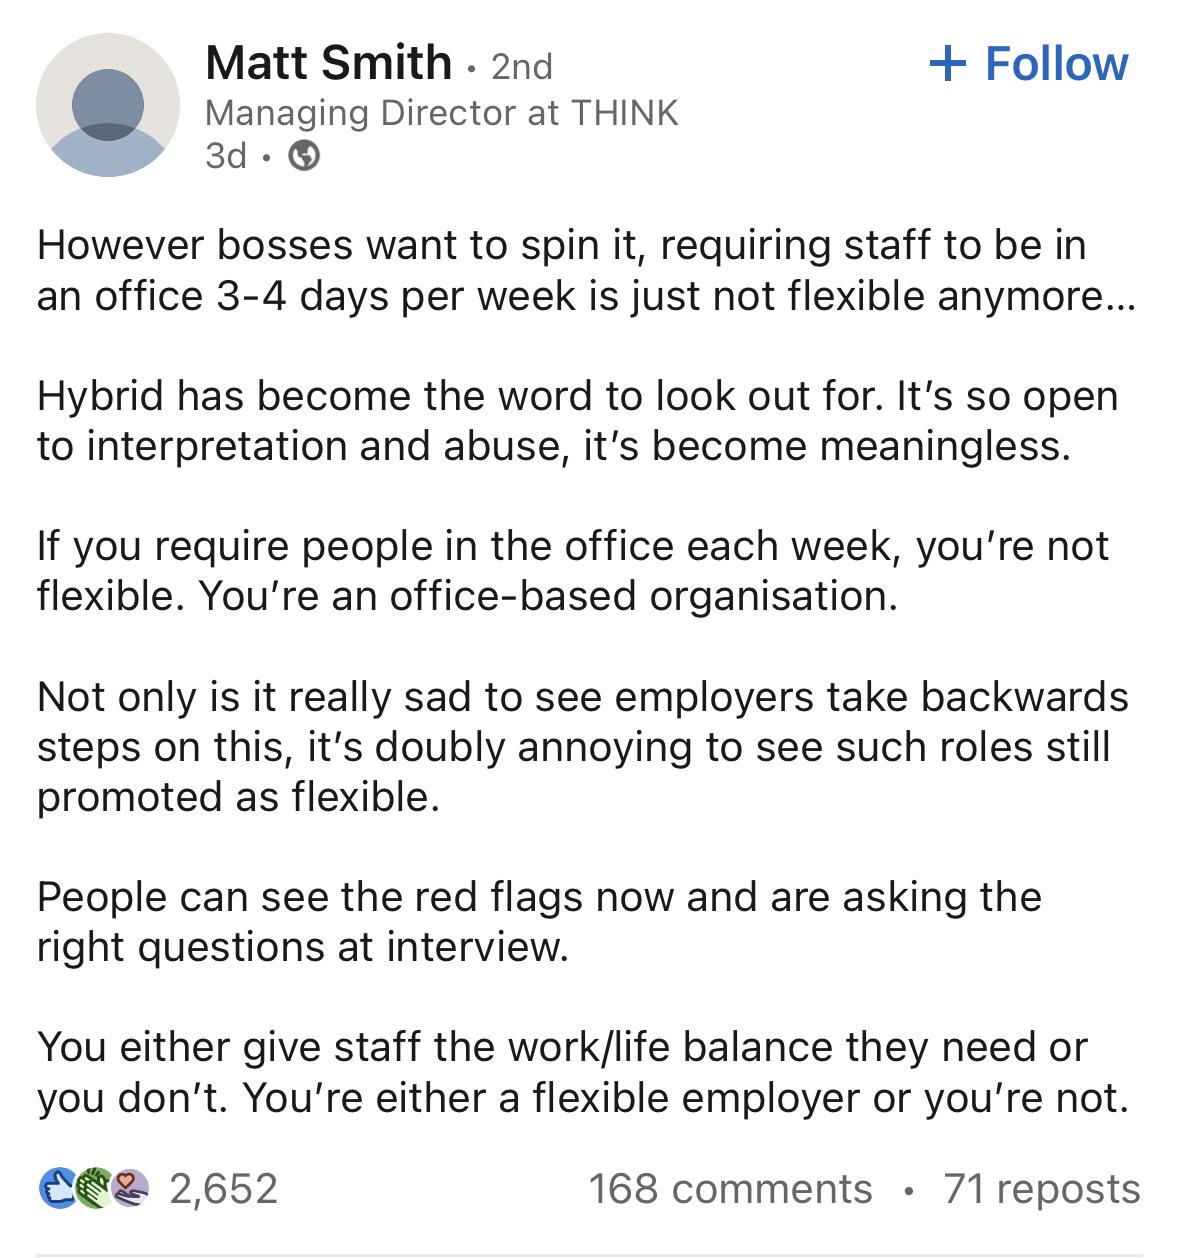 Matt Smith • 2nd
+ Follow
Managing Director at THINK
3d •
However bosses want to spin it, requiring staff to be in
an office 3-4 days per week is just not flexible anymore...
Hybrid has become the word to look out for. It’s so open
to interpretation and abuse, it’s become meaningless.
If you require people in the office each week, you’re not
flexible. You’re an office-based organisation.
Not only is it really sad to see employers take backwards
steps on this, it’s doubly annoying to see such roles still
promoted as flexible.
People can see the red flags now and are asking the
right questions at interview.
You either give staff the work/life balance they need or
you don’t. You’re either a flexible employer or you’re not.
2,652
168 comments • 71 reposts